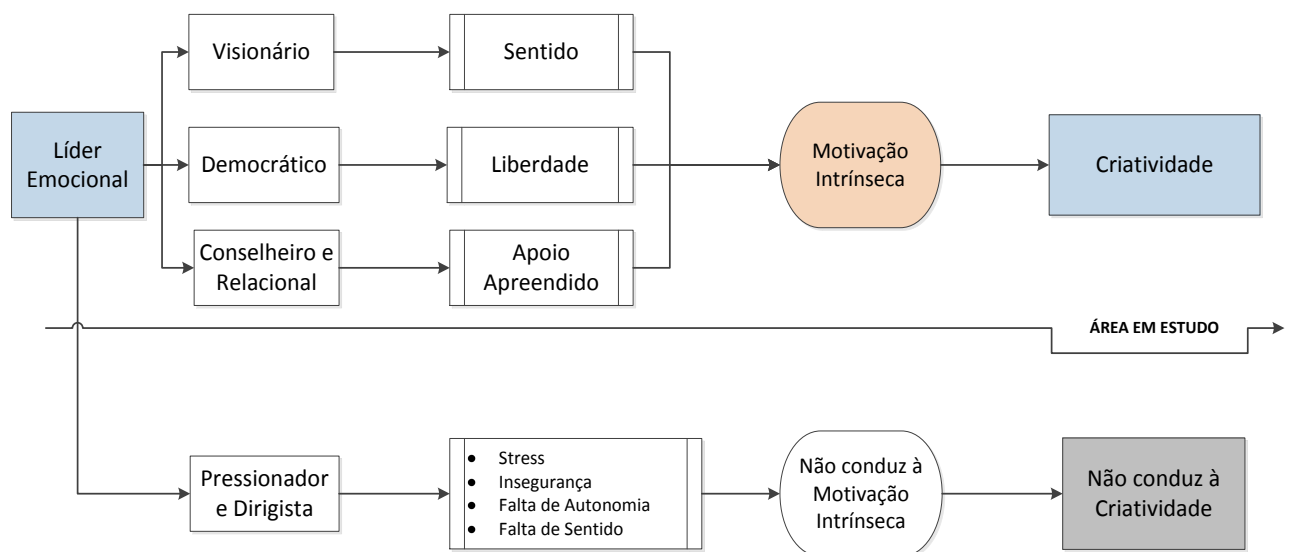 Visionário
Sentido
Líder
Emocional
Democrático
Liberdade
Motivação
Intrínseca
Criatividade
Conselheiro e
Relacional
Apoio
Apreendido
ÁREA EM ESTUDO
Pressionador
e Dirigista
● Stress
● Insegurança
● Falta de Autonomia
● Falta de Sentido
Não conduz à
Motivação
Intrínseca
Não conduz à
Criatividade